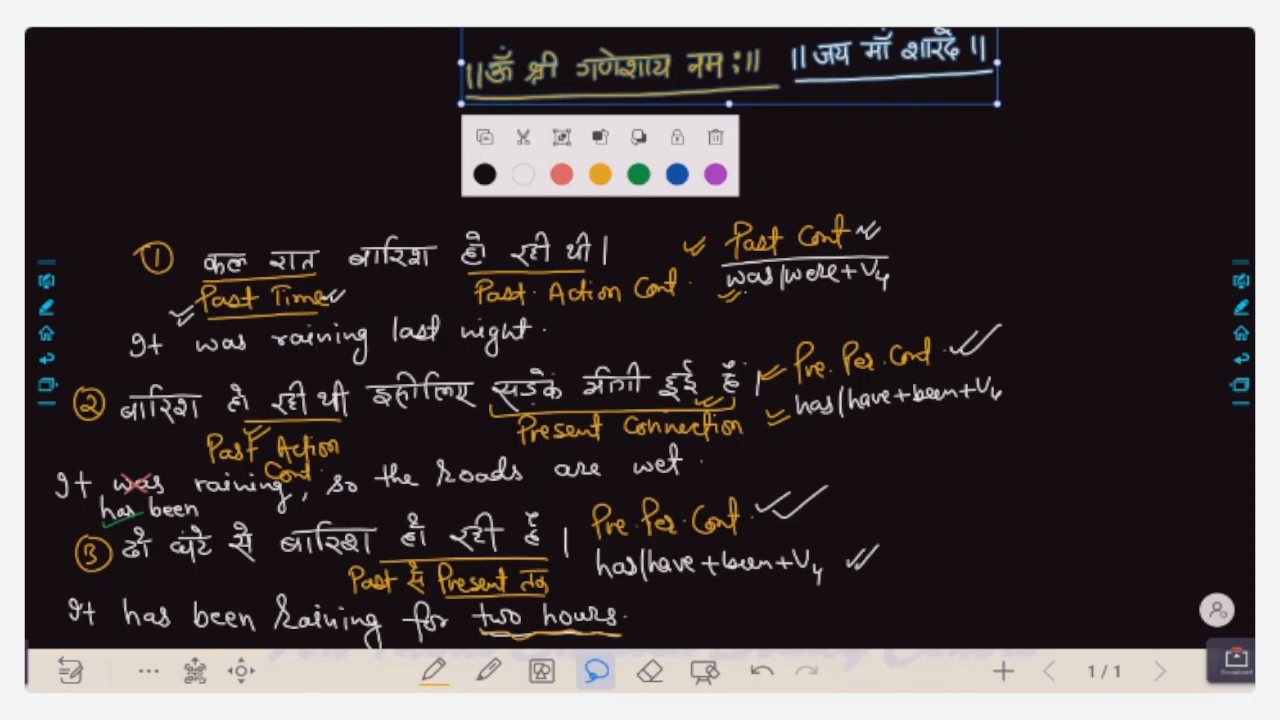 ||ॐ श्री गणेशाय नमः|| ||जय माँ शारदे||
① कल रात बारिश हो रही थी| Past Cont
Past Time Past Action Cont. was/were+V4
It was raining last night.
② बारिश हो रही थी इसीलिए सड़कें भीगी हुई हैं| Pre.Per.Cont
Past Action Cont. Present Connection has/have+been+V4
It was raining, so the roads are wet.
has been
③ दो घंटे से बारिश हो रही है| Pre.Per.Cont
Past से Present तक has/have+been+V4
It has been raining for two hours.
1/1